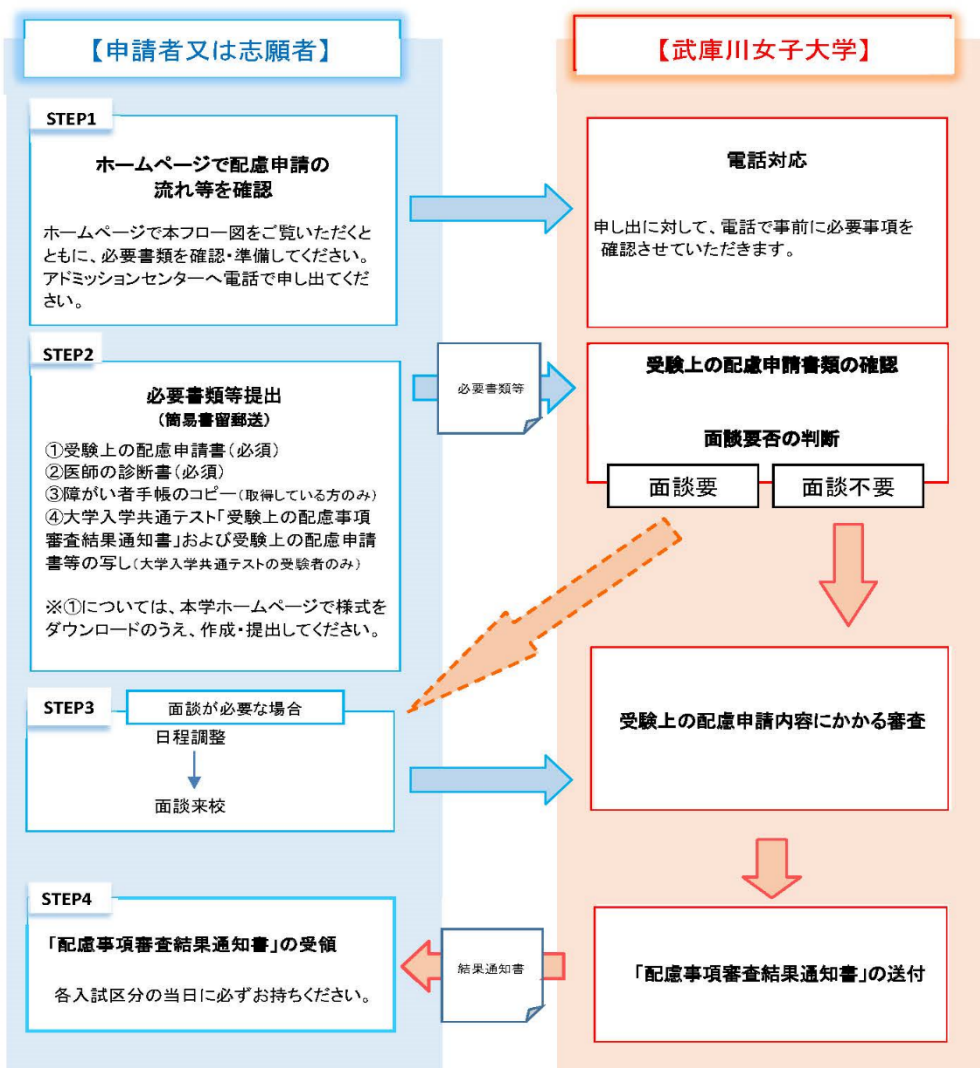 【申請者又は志願者】
【武庫川女子大学】
STEP1
ホームページで配慮申請の
流れ等を確認
ホームページで本フロー図をご覧いただくと
ともに、必要書類を確認・準備してください。
アドミッションセンターへ電話で申し出てくだ
さい。
電話対応
申し出に対して、電話で事前に必要事項を
確認させていただきます。
STEP2
必要書類等提出
(簡易書留郵送)
①受験上の配慮申請書(必須)
②医師の診断書(必須)
③障がい者手帳のコピー(取得している方のみ)
④大学入学共通テスト「受験上の配慮事項
審査結果通知書」および受験上の配慮申請
書等の写し(大学入学共通テストの受験者のみ)
※①については、本学ホームページで様式を
ダウンロードのうえ、作成・提出してください。
必要書類等
受験上の配慮申請書類の確認
面談要否の判断
面談要
面談不要
STEP3
面談が必要な場合
日程調整
面談来校
受験上の配慮申請内容にかかる審査
STEP4
「配慮事項審査結果通知書」の受領
各入試区分の当日に必ずお持ちください。
結果通知書
「配慮事項審査結果通知書」の送付